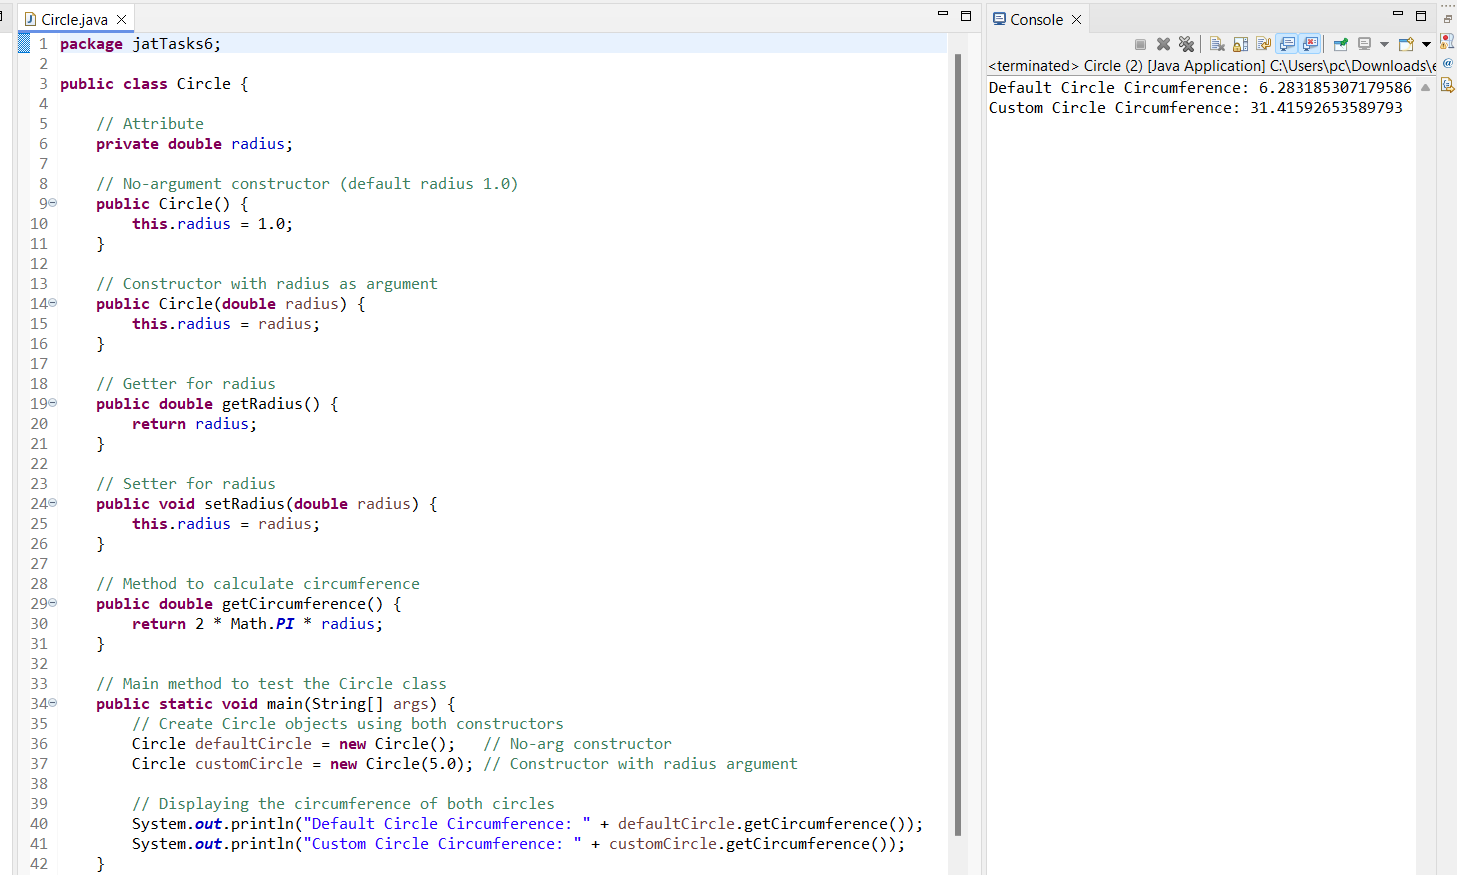 Circle.java
1 package jatTasks6;
2
3 public class Circle {
4
5     // Attribute
6     private double radius;
7
8     // No-argument constructor (default radius 1.0)
9     public Circle() {
10         this.radius = 1.0;
11     }
12
13     // Constructor with radius as argument
14     public Circle(double radius) {
15         this.radius = radius;
16     }
17
18     // Getter for radius
19     public double getRadius() {
20         return radius;
21     }
22
23     // Setter for radius
24     public void setRadius(double radius) {
25         this.radius = radius;
26     }
27
28     // Method to calculate circumference
29     public double getCircumference() {
30         return 2 * Math.PI * radius;
31     }
32
33     // Main method to test the Circle class
34     public static void main(String[] args) {
35         // Create Circle objects using both constructors
36         Circle defaultCircle = new Circle();   // No-arg constructor
37         Circle customCircle = new Circle(5.0); // Constructor with radius argument
38
39         // Displaying the circumference of both circles
40         System.out.println("Default Circle Circumference: " + defaultCircle.getCircumference());
41         System.out.println("Custom Circle Circumference: " + customCircle.getCircumference());
42     }
Console
<terminated> Circle (2) [Java Application] C:\Users\pc\Downloads\e
Default Circle Circumference: 6.283185307179586
Custom Circle Circumference: 31.41592653589793